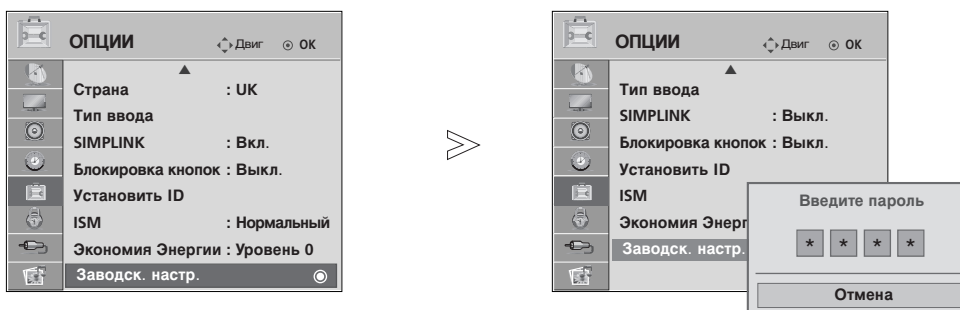 ОПЦИИ Двиг OK
Страна : UK
Тип ввода
SIMPLINK : Вкл.
Блокировка кнопок : Выкл.
Установить ID
ISM : Нормальный
Экономия Энергии : Уровень 0
Заводск. настр.
ОПЦИИ Двиг OK
Тип ввода
SIMPLINK : Выкл.
Блокировка кнопок : Выкл.
Установить ID
ISM
Экономия Энерг
Заводск. настр.
Введите пароль
* * * *
Отмена